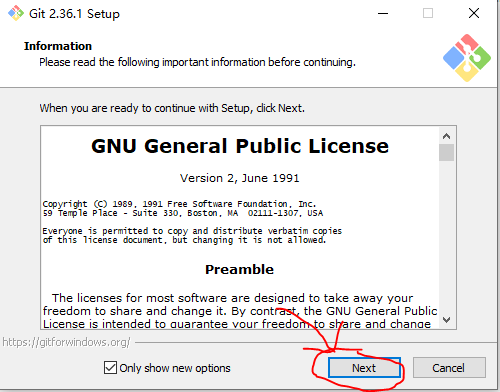 Git 2.36.1 Setup
Information
Please read the following important information before continuing.
When you are ready to continue with Setup, click Next.
GNU General Public License
Version 2, June 1991
Copyright (C) 1989, 1991 Free Software Foundation, Inc.
59 Temple Place - Suite 330, Boston, MA  02111-1307, USA
Everyone is permitted to copy and distribute verbatim copies
of this license document, but changing it is not allowed.
Preamble
The licenses for most software are designed to take away your
freedom to share and change it. By contrast, the GNU General Public
License is intended to guarantee your freedom to share and change
https://gitforwindows.org/
Only show new options
Next
Cancel